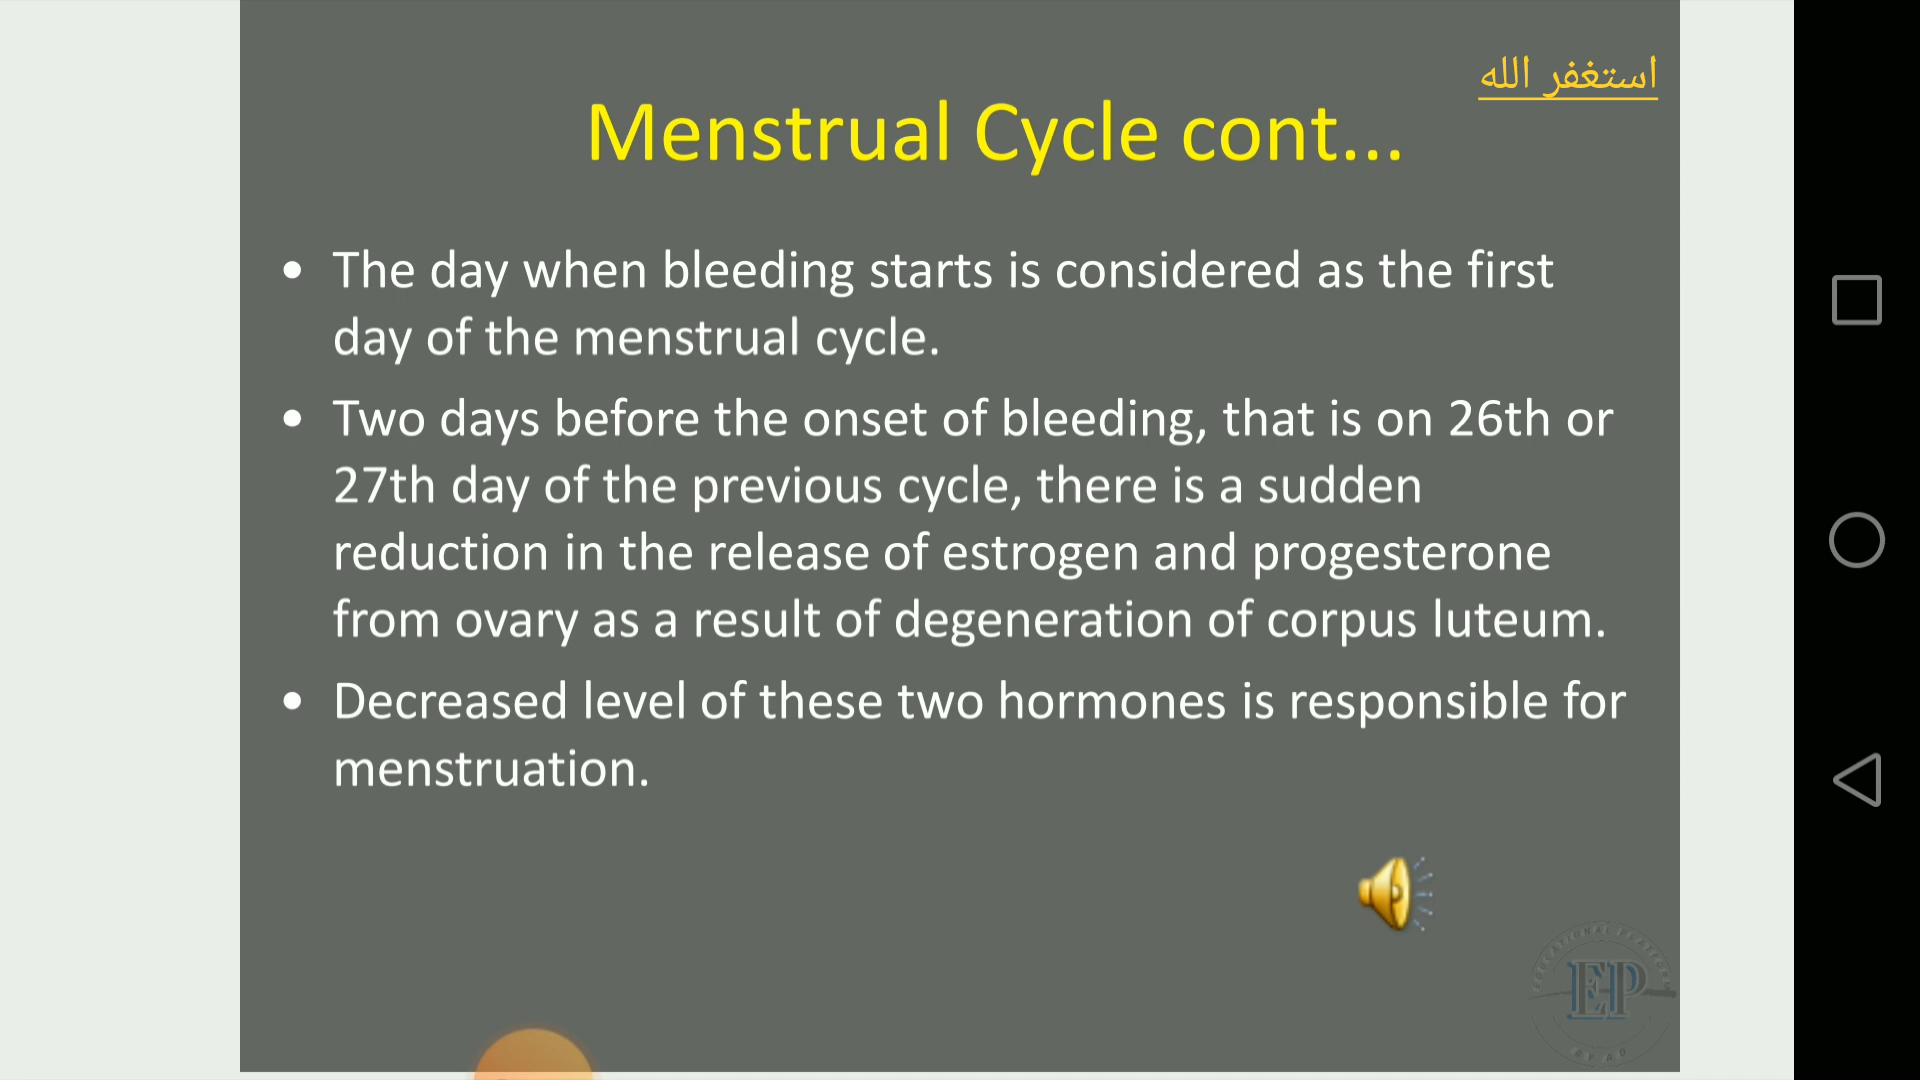 استغفر الله
Menstrual Cycle cont...
• The day when bleeding starts is considered as the first
day of the menstrual cycle.
• Two days before the onset of bleeding, that is on 26th or
27th day of the previous cycle, there is a sudden
reduction in the release of estrogen and progesterone
from ovary as a result of degeneration of corpus luteum.
• Decreased level of these two hormones is responsible for
menstruation.
EP